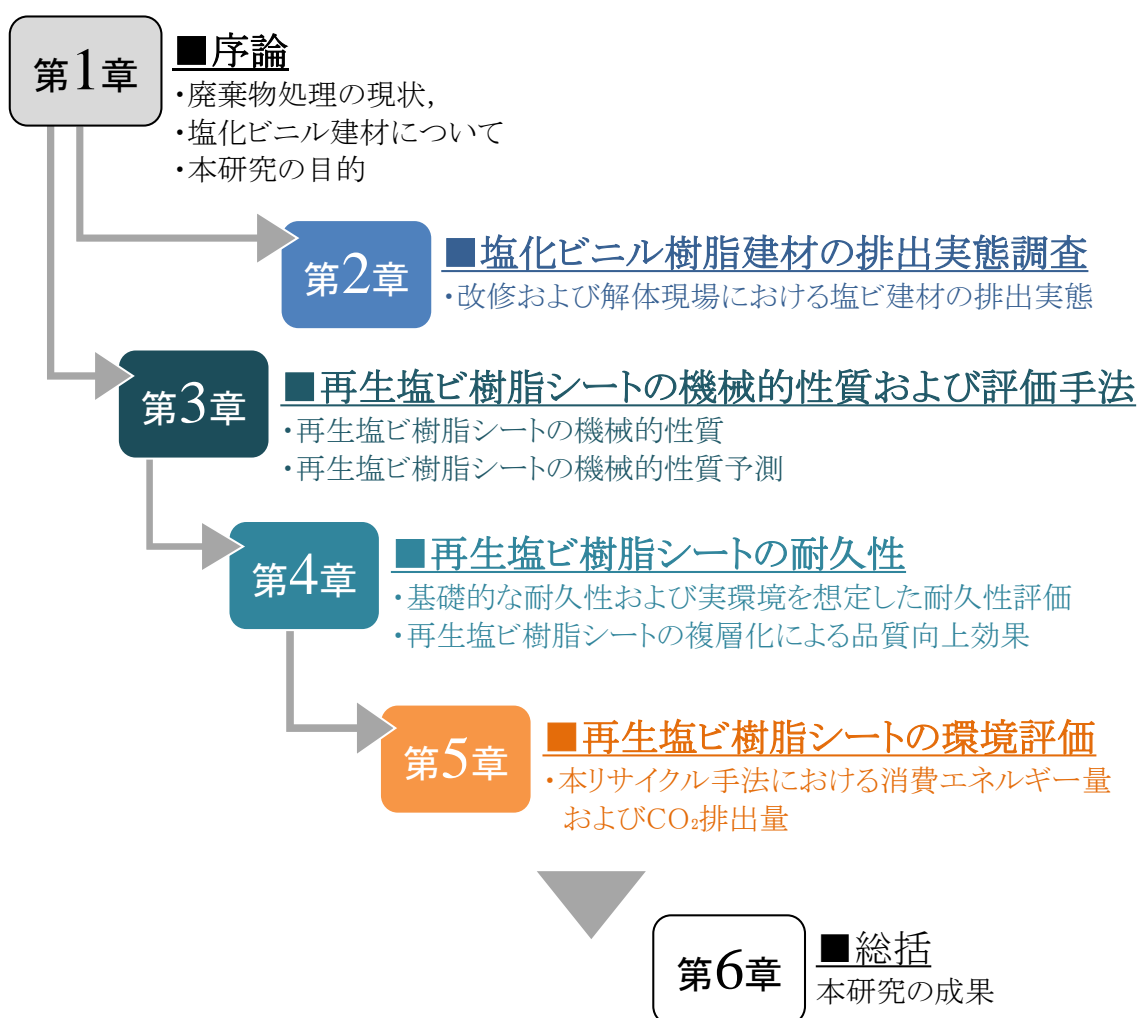 第1章
■序論
・廃棄物処理の現状,
・塩化ビニル建材について
・本研究の目的
第2章
■塩化ビニル樹脂建材の排出実態調査
・改修および解体現場における塩ビ建材の排出実態
第3章
■再生塩ビ樹脂シートの機械的性質および評価手法
・再生塩ビ樹脂シートの機械的性質
・再生塩ビ樹脂シートの機械的性質予測
第4章
■再生塩ビ樹脂シートの耐久性
・基礎的な耐久性および実環境を想定した耐久性評価
・再生塩ビ樹脂シートの複層化による品質向上効果
第5章
■再生塩ビ樹脂シートの環境評価
・本リサイクル手法における消費エネルギー量
およびCO₂排出量
第6章
■総括
本研究の成果